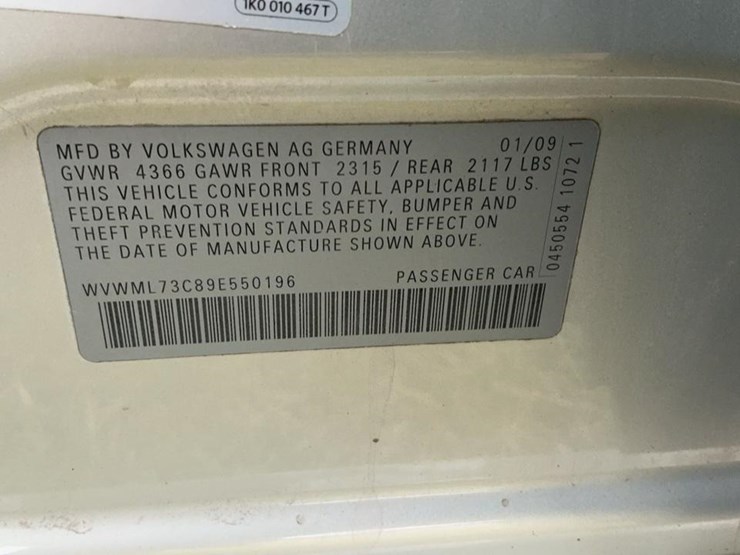 1K0 010 467 T
MFD BY VOLKSWAGEN AG GERMANY 01/09
GVWR 4366 GAWR FRONT 2315 / REAR 2117 LBS
THIS VEHICLE CONFORMS TO ALL APPLICABLE U.S.
FEDERAL MOTOR VEHICLE SAFETY, BUMPER AND
THEFT PREVENTION STANDARDS IN EFFECT ON
THE DATE OF MANUFACTURE SHOWN ABOVE.
WVWML73C89E550196 PASSENGER CAR
0450554 10721